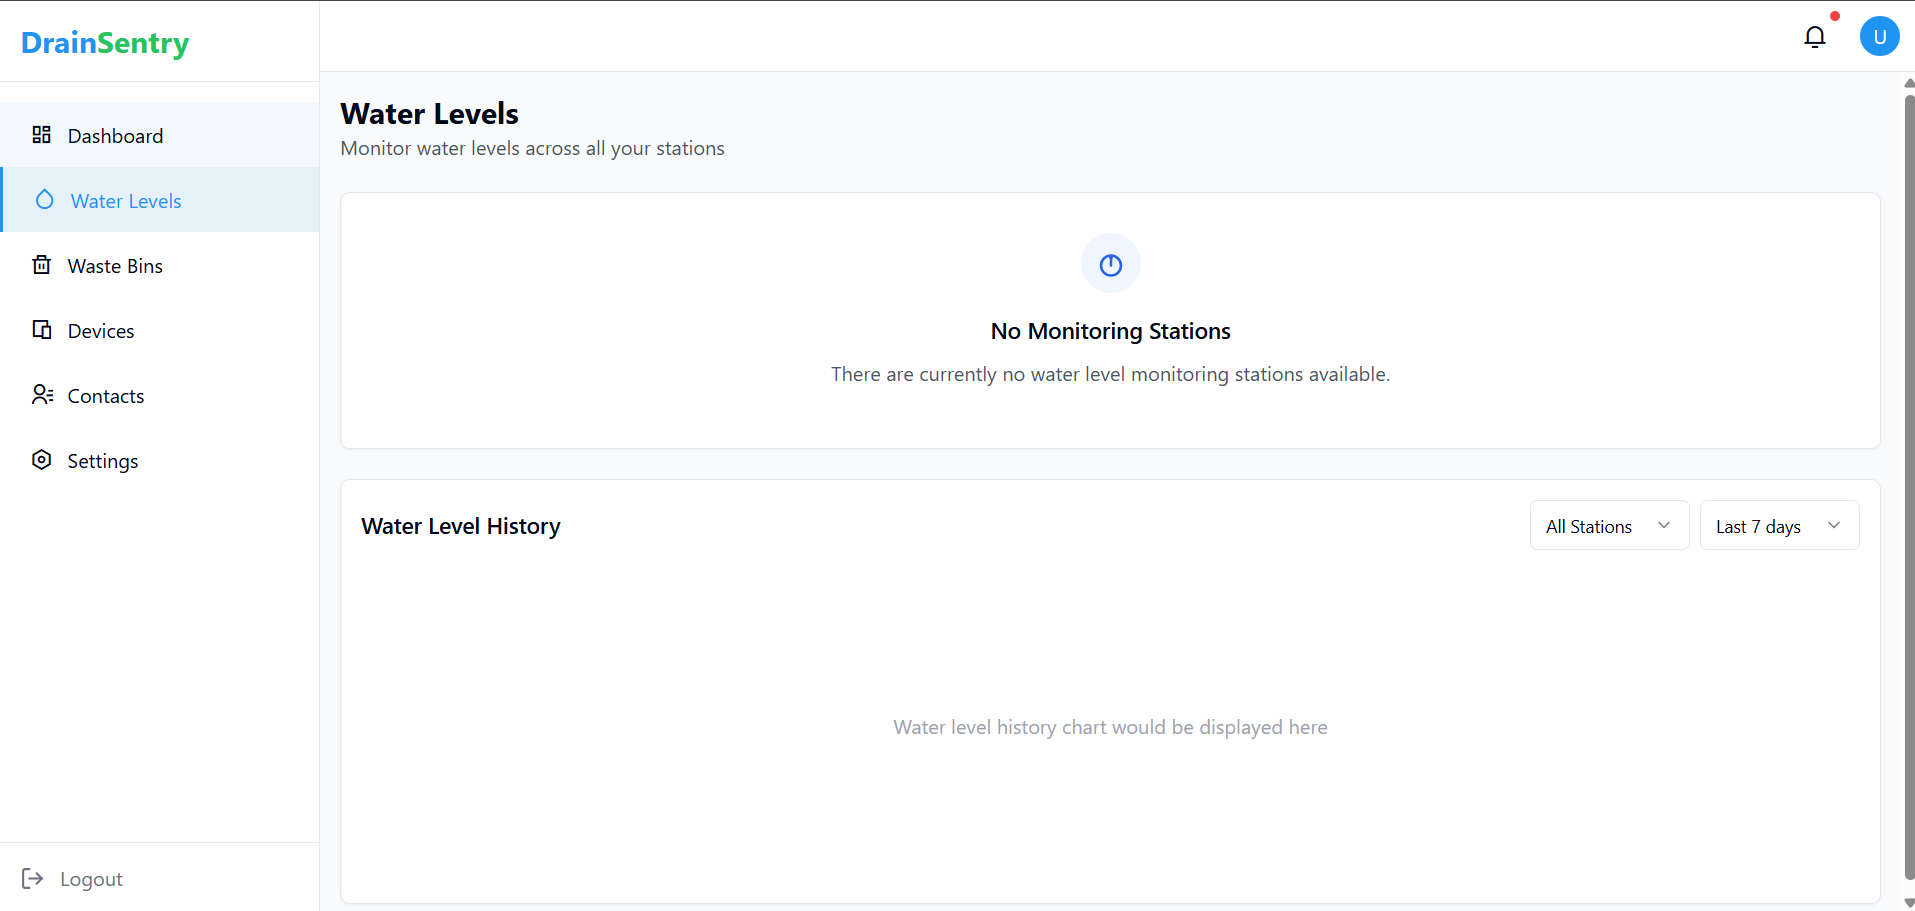 DrainSentry
U
Dashboard
Water Levels
Waste Bins
Devices
Contacts
Settings
Logout
Water Levels
Monitor water levels across all your stations
No Monitoring Stations
There are currently no water level monitoring stations available.
Water Level History
All Stations
Last 7 days
Water level history chart would be displayed here